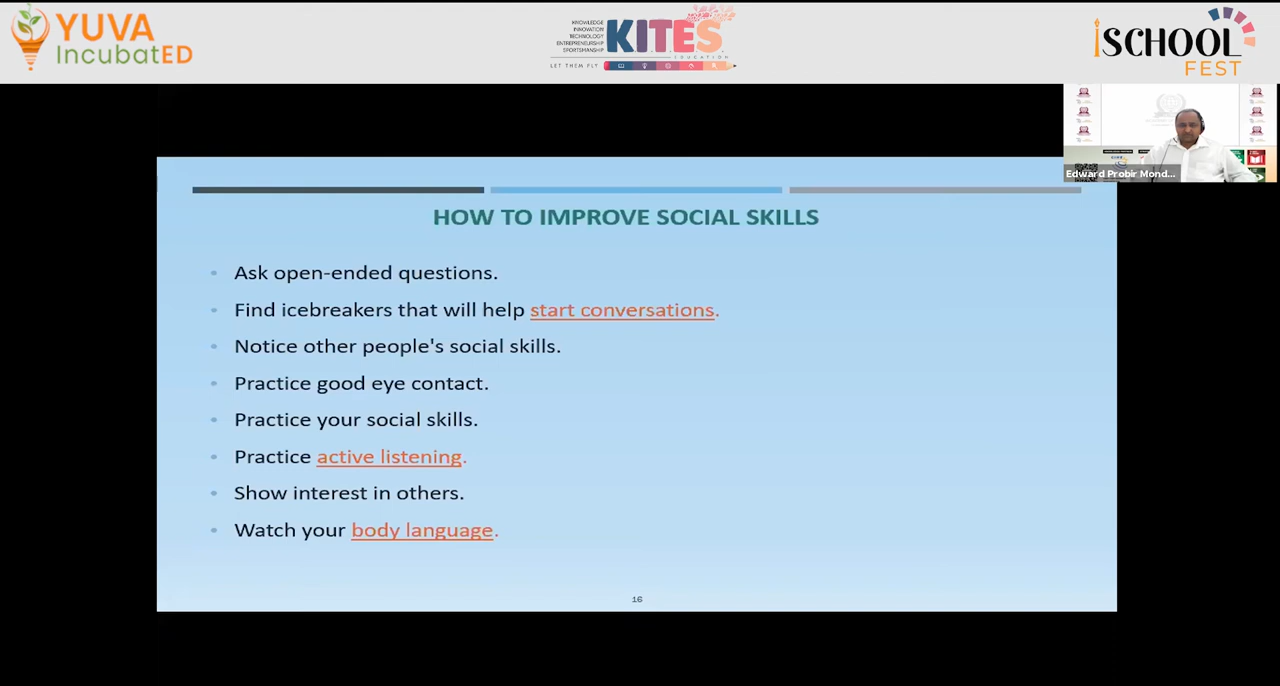 YUVA
IncubatED
KNOWLEDGE
INNOVATION
TECHNOLOGY
ENTREPRENEURSHIP
SPORTSMANSHIP
KITES
EDUCATION
LET THEM FLY
iSCHOOL
FEST
Edward Probir Mond...
HOW TO IMPROVE SOCIAL SKILLS
• Ask open-ended questions.
• Find icebreakers that will help start conversations.
• Notice other people's social skills.
• Practice good eye contact.
• Practice your social skills.
• Practice active listening.
• Show interest in others.
• Watch your body language.
16